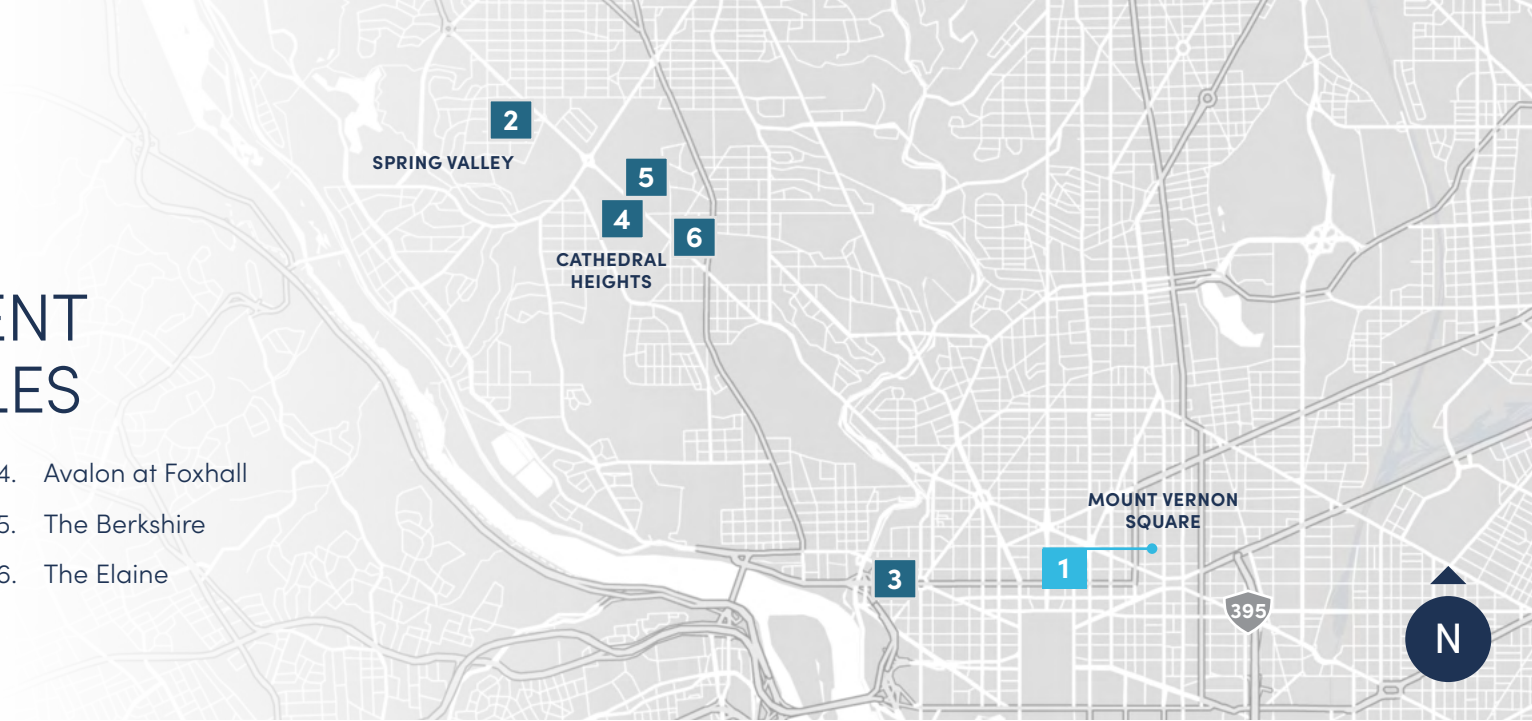 2
SPRING VALLEY
5
4
6
CATHEDRAL
HEIGHTS
ENT
LES
4. Avalon at Foxhall
5. The Berkshire
6. The Elaine
MOUNT VERNON
SQUARE
1
3
395
N